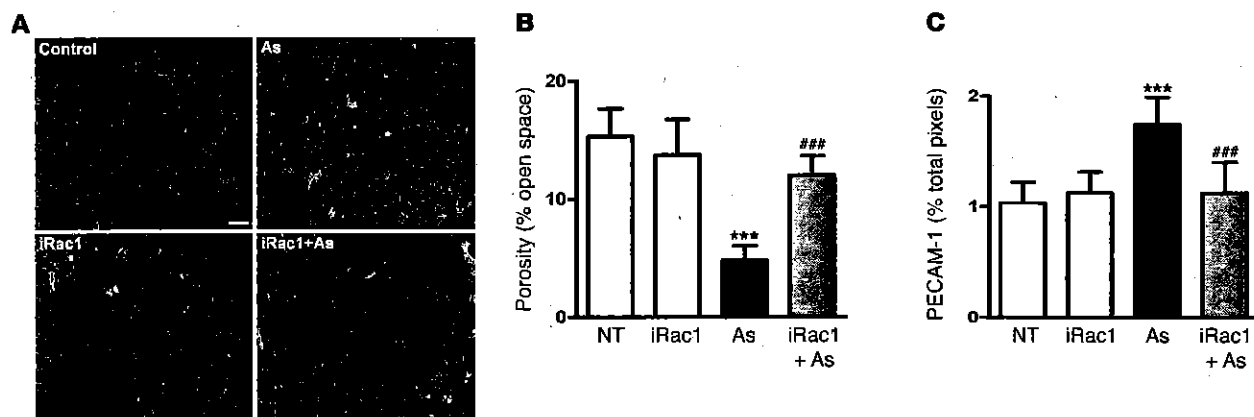 A
Control
As
iRac1
iRac1+As
B
Porosity (% open space)
20
10
0
***
###
NT
iRac1
As
iRac1
+ As
C
PECAM-1 (% total pixels)
2
1
0
***
###
NT
iRac1
As
iRac1
+ As